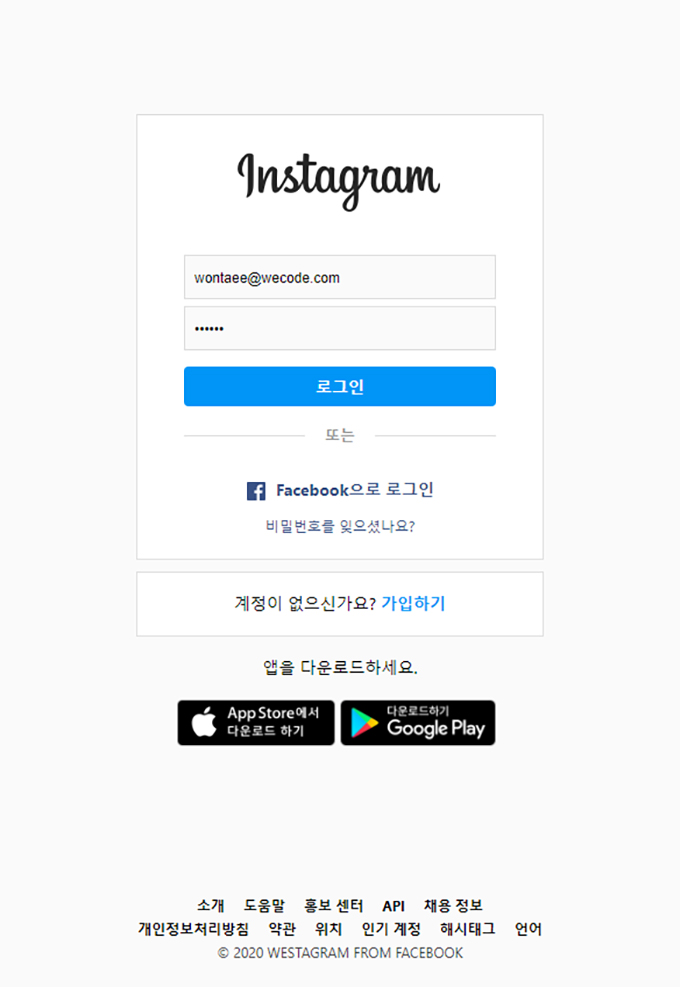 Instagram
wontaee@wecode.com
••••••
로그인
또는
Facebook으로 로그인
비밀번호를 잊으셨나요?
계정이 없으신가요? 가입하기
앱을 다운로드하세요.
App Store에서
다운로드 하기
다운로드하기
Google Play
소개 도움말 홍보 센터 API 채용 정보
개인정보처리방침 약관 위치 인기 계정 해시태그 언어
© 2020 WESTAGRAM FROM FACEBOOK